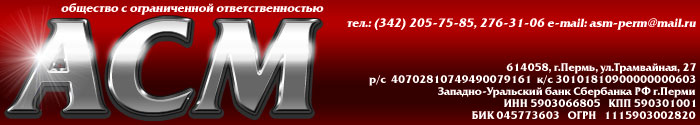 общество с ограниченной ответственностью
АСМ
тел.: (342) 205-75-85, 276-31-06 e-mail: asm-perm@mail.ru
614058, г.Пермь, ул.Трамвайная, 27
р/с 40702810749490079161 к/с 30101810900000000603
Западно-Уральский банк Сбербанка РФ г.Перми
ИНН 5903066805 КПП 590301001
БИК 045773603 ОГРН 1115903002820